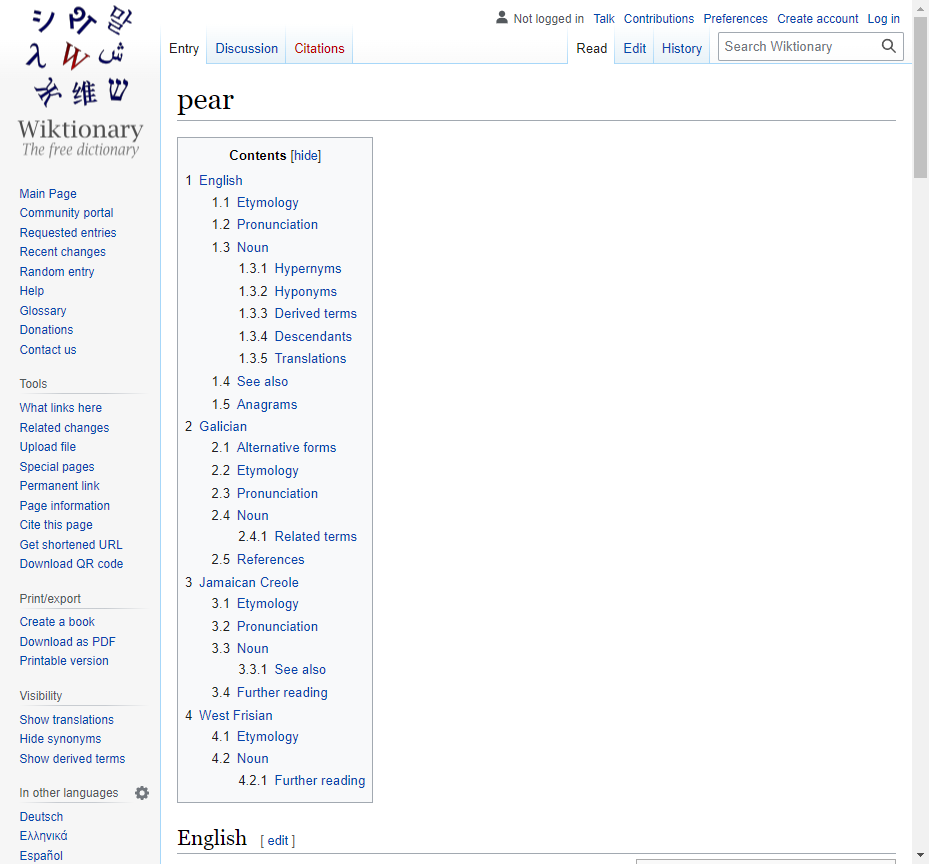 Not logged in Talk Contributions Preferences Create account Log in
Entry Discussion Citations Read Edit History Search Wiktionary
Wiktionary
The free dictionary
Main Page
Community portal
Requested entries
Recent changes
Random entry
Help
Glossary
Donations
Contact us
Tools
What links here
Related changes
Upload file
Special pages
Permanent link
Page information
Cite this page
Get shortened URL
Download QR code
Print/export
Create a book
Download as PDF
Printable version
Visibility
Show translations
Hide synonyms
Show derived terms
In other languages
Deutsch
Ελληνικά
Español
pear
Contents [hide]
1 English
1.1 Etymology
1.2 Pronunciation
1.3 Noun
1.3.1 Hypernyms
1.3.2 Hyponyms
1.3.3 Derived terms
1.3.4 Descendants
1.3.5 Translations
1.4 See also
1.5 Anagrams
2 Galician
2.1 Alternative forms
2.2 Etymology
2.3 Pronunciation
2.4 Noun
2.4.1 Related terms
2.5 References
3 Jamaican Creole
3.1 Etymology
3.2 Pronunciation
3.3 Noun
3.3.1 See also
3.4 Further reading
4 West Frisian
4.1 Etymology
4.2 Noun
4.2.1 Further reading
English [ edit ]